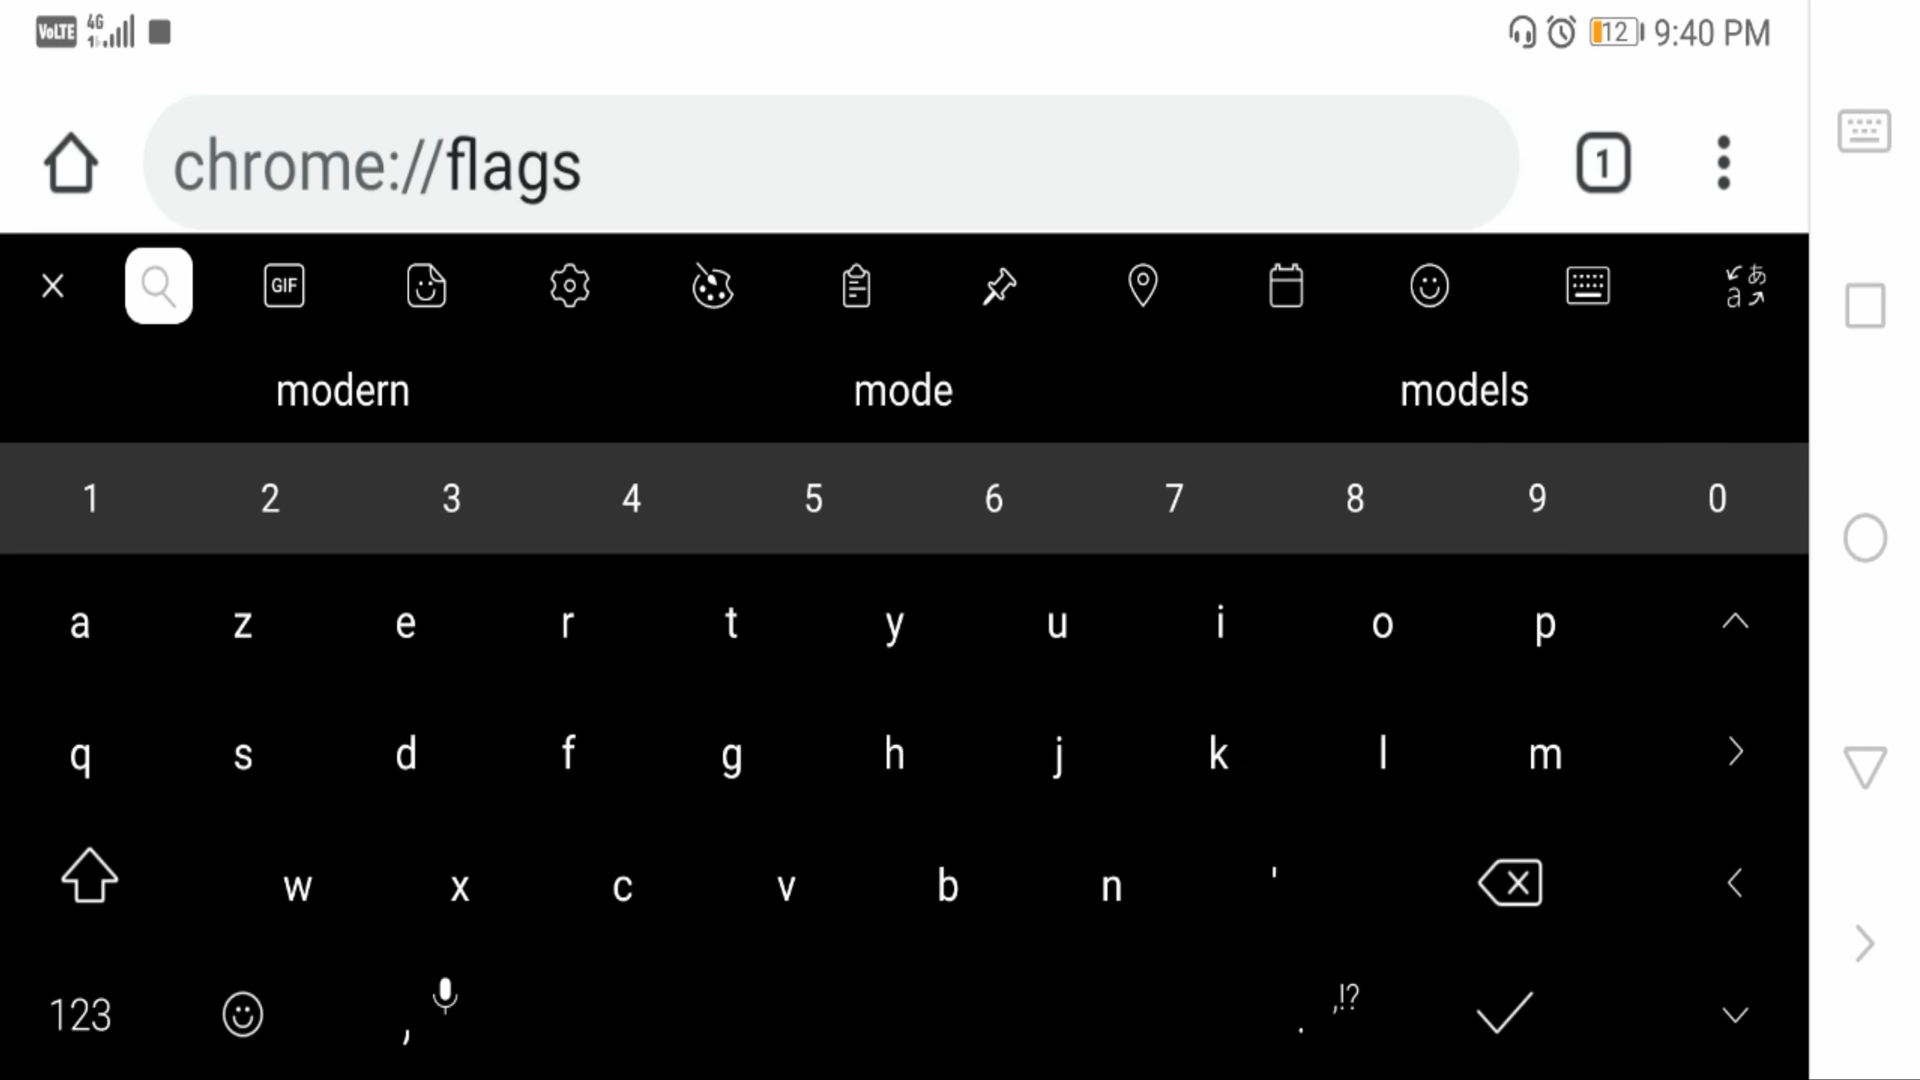 VoLTE 4G 12 9:40 PM
chrome://flags 1
GIF あ a
modern mode models
1 2 3 4 5 6 7 8 9 0
a z e r t y u i o p
q s d f g h j k l m
w x c v b n '
123 , . ,!?